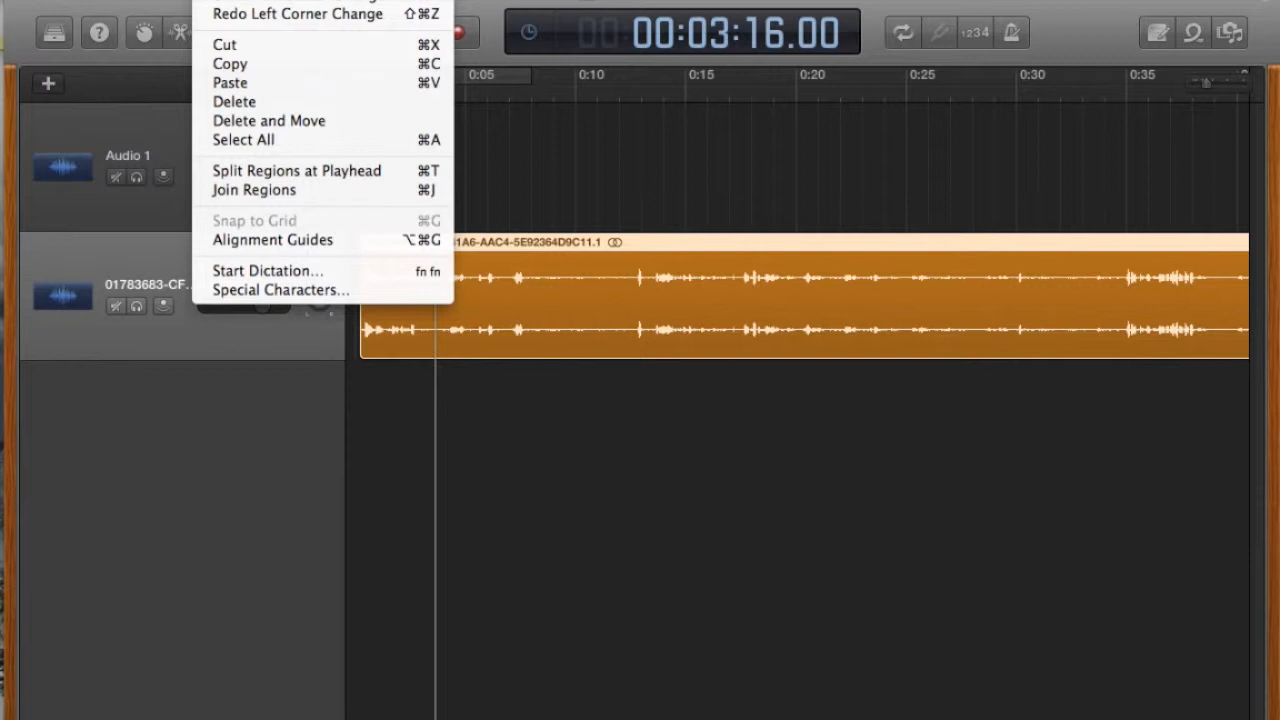 Redo Left Corner Change ⇧⌘Z
00:03:16.00
1234
Cut ⌘X
Copy ⌘C
Paste ⌘V
Delete
Delete and Move
Select All ⌘A
Split Regions at Playhead ⌘T
Join Regions ⌘J
Snap to Grid ⌘G
Alignment Guides ⌥⌘G
Start Dictation... fn fn
Special Characters...
0:05 0:10 0:15 0:20 0:25 0:30 0:35
Audio 1
1A6-AAC4-5E92364D9C11.1
01783683-CF...